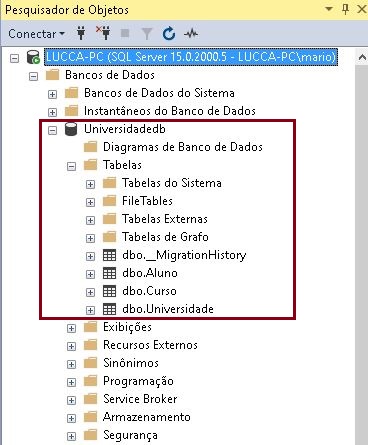 Pesquisador de Objetos
Conectar
LUCCA-PC (SQL Server 15.0.2000.5 - LUCCA-PC\mario)
Bancos de Dados
Bancos de Dados do Sistema
Instantâneos do Banco de Dados
Universidadedb
Diagramas de Banco de Dados
Tabelas
Tabelas do Sistema
FileTables
Tabelas Externas
Tabelas de Grafo
dbo.__MigrationHistory
dbo.Aluno
dbo.Curso
dbo.Universidade
Exibições
Recursos Externos
Sinônimos
Programação
Service Broker
Armazenamento
Segurança